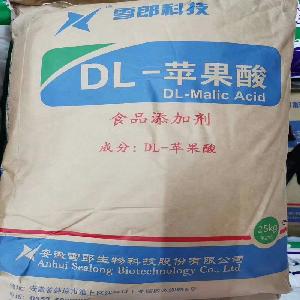 雪郎科技
DL-苹果酸
DL-Malic Acid
食品添加剂
成分：DL-苹果酸
25kg
安徽雪郎生物科技股份有限公司
Anhui Sealong Biotechnology Co., Ltd